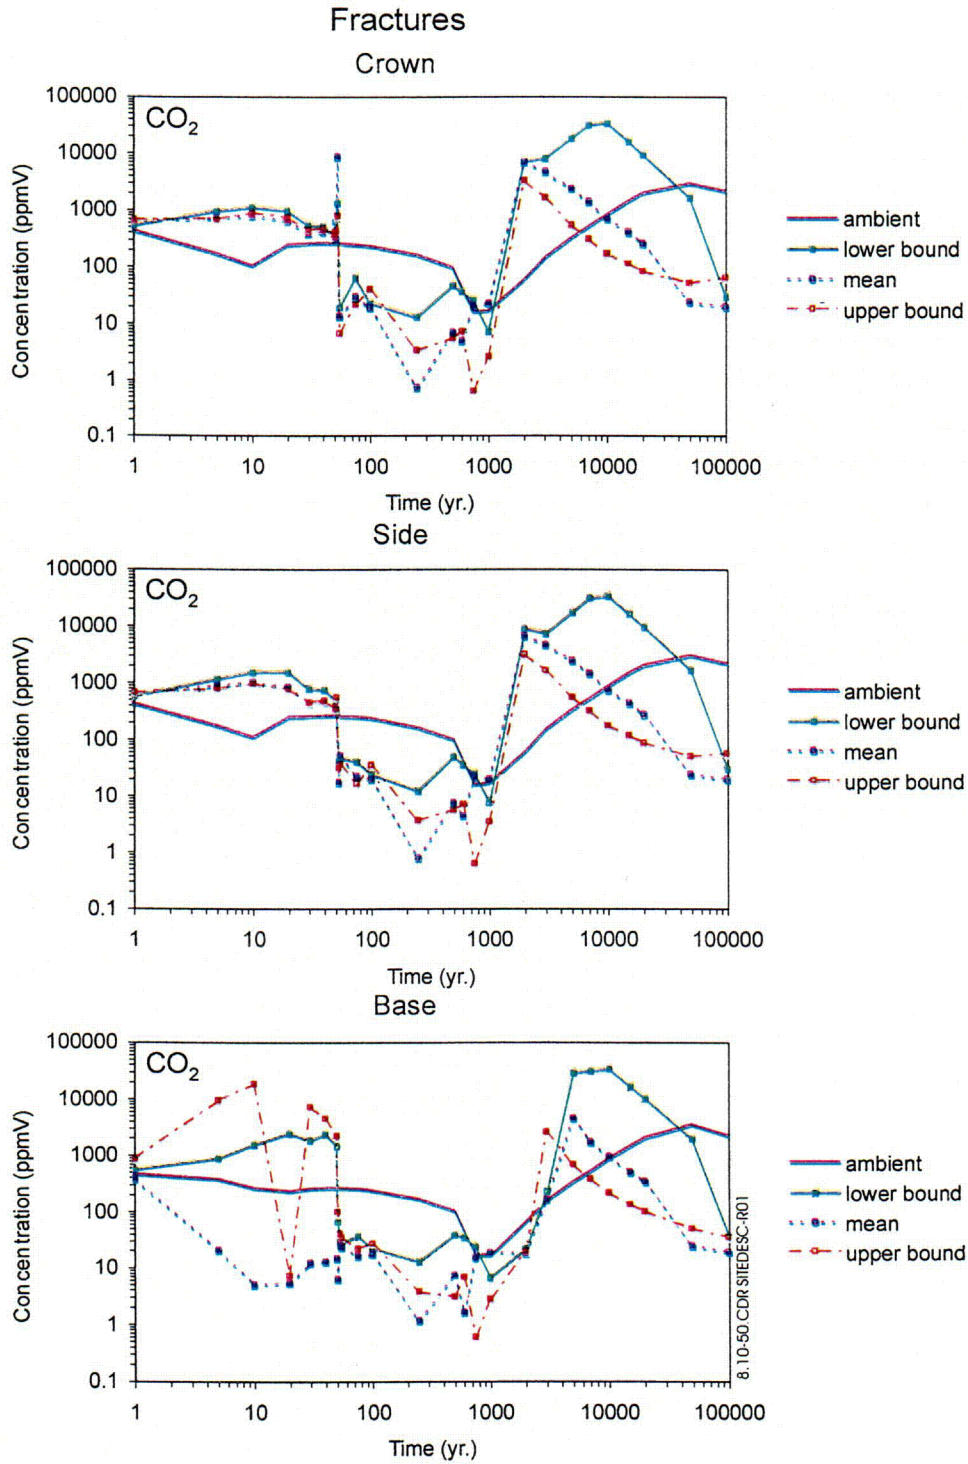 Fractures
Crown
CO2
Concentration (ppmV)
100000
10000
1000
100
10
1
0.1
1 10 100 1000 10000 100000
Time (yr.)
ambient
lower bound
mean
upper bound
Side
CO2
Concentration (ppmV)
100000
10000
1000
100
10
1
0.1
1 10 100 1000 10000 100000
Time (yr.)
ambient
lower bound
mean
upper bound
Base
CO2
Concentration (ppmV)
100000
10000
1000
100
10
1
0.1
1 10 100 1000 10000 100000
Time (yr.)
ambient
lower bound
mean
upper bound
8.10-50.CDR SITEDESC-R01